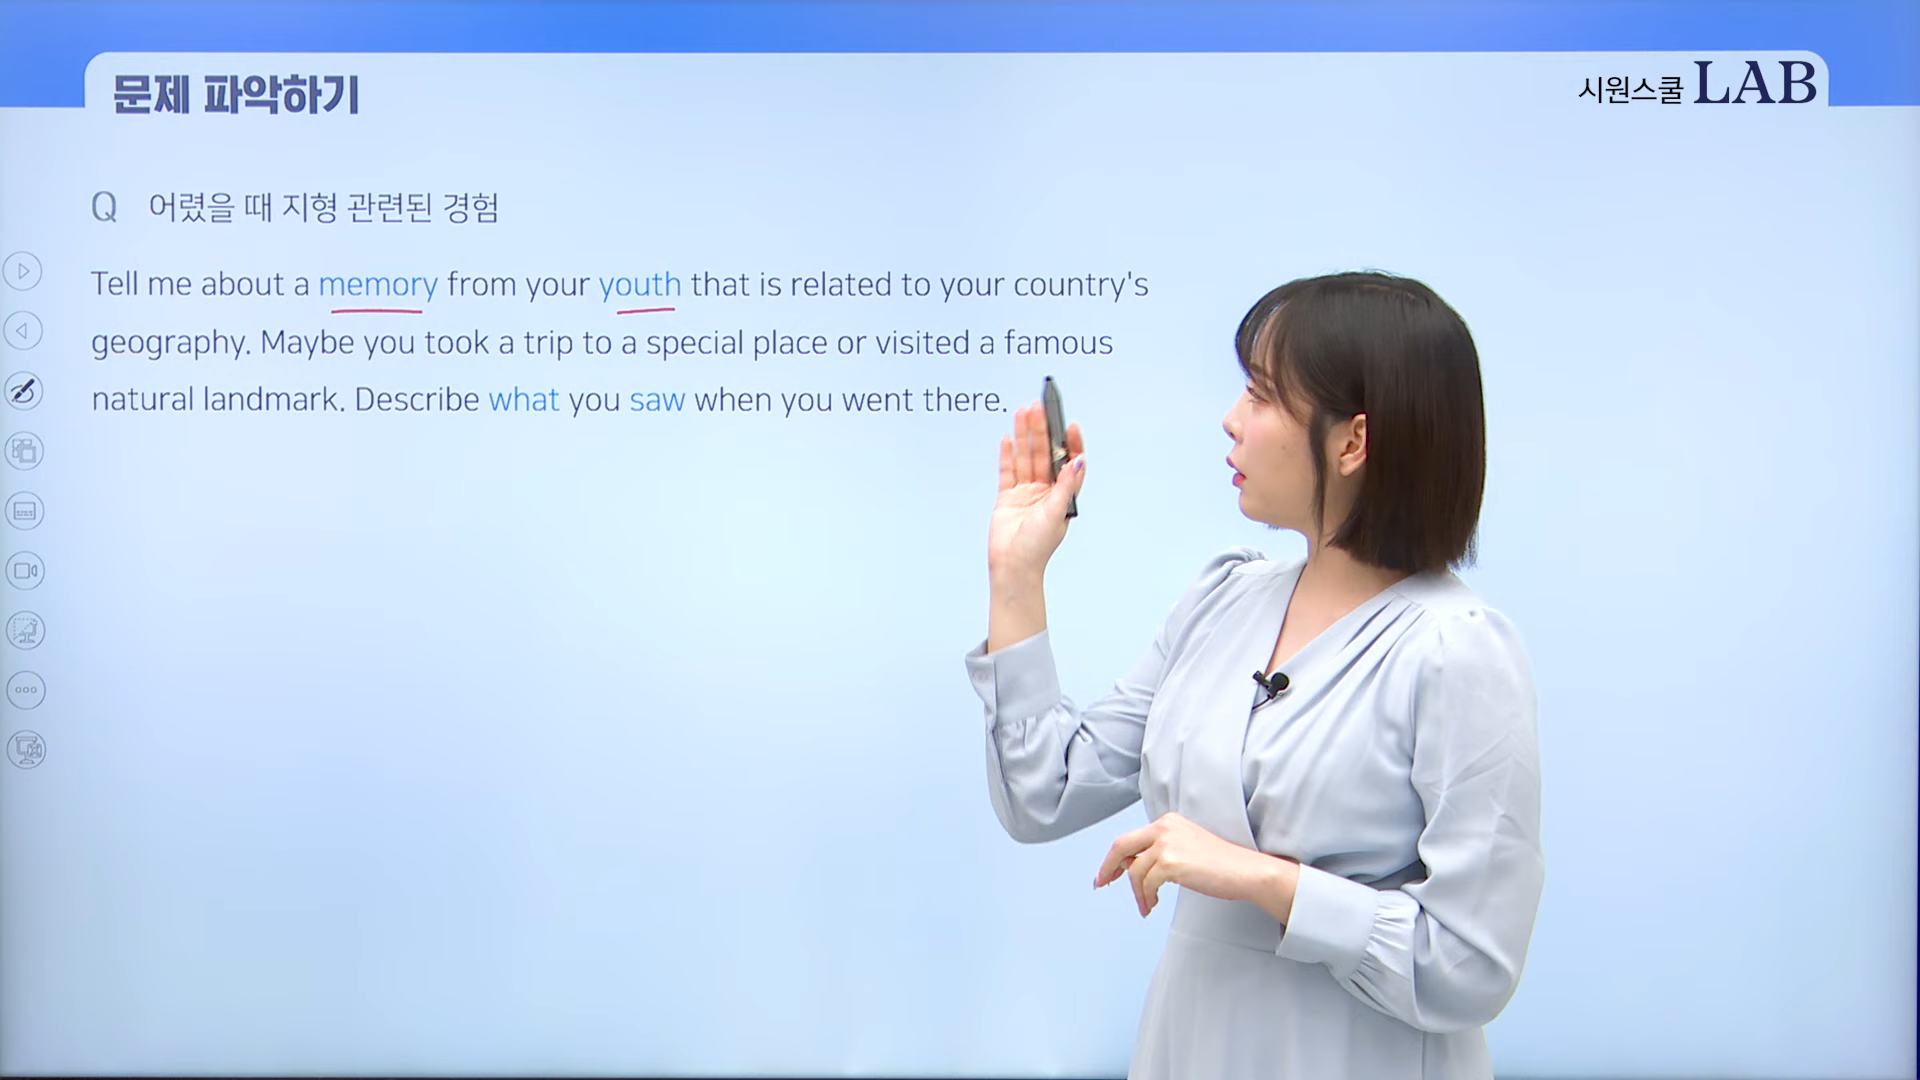 문제 파악하기
시원스쿨 LAB
Q 어렸을 때 지형 관련된 경험
Tell me about a memory from your youth that is related to your country's
geography. Maybe you took a trip to a special place or visited a famous
natural landmark. Describe what you saw when you went there.